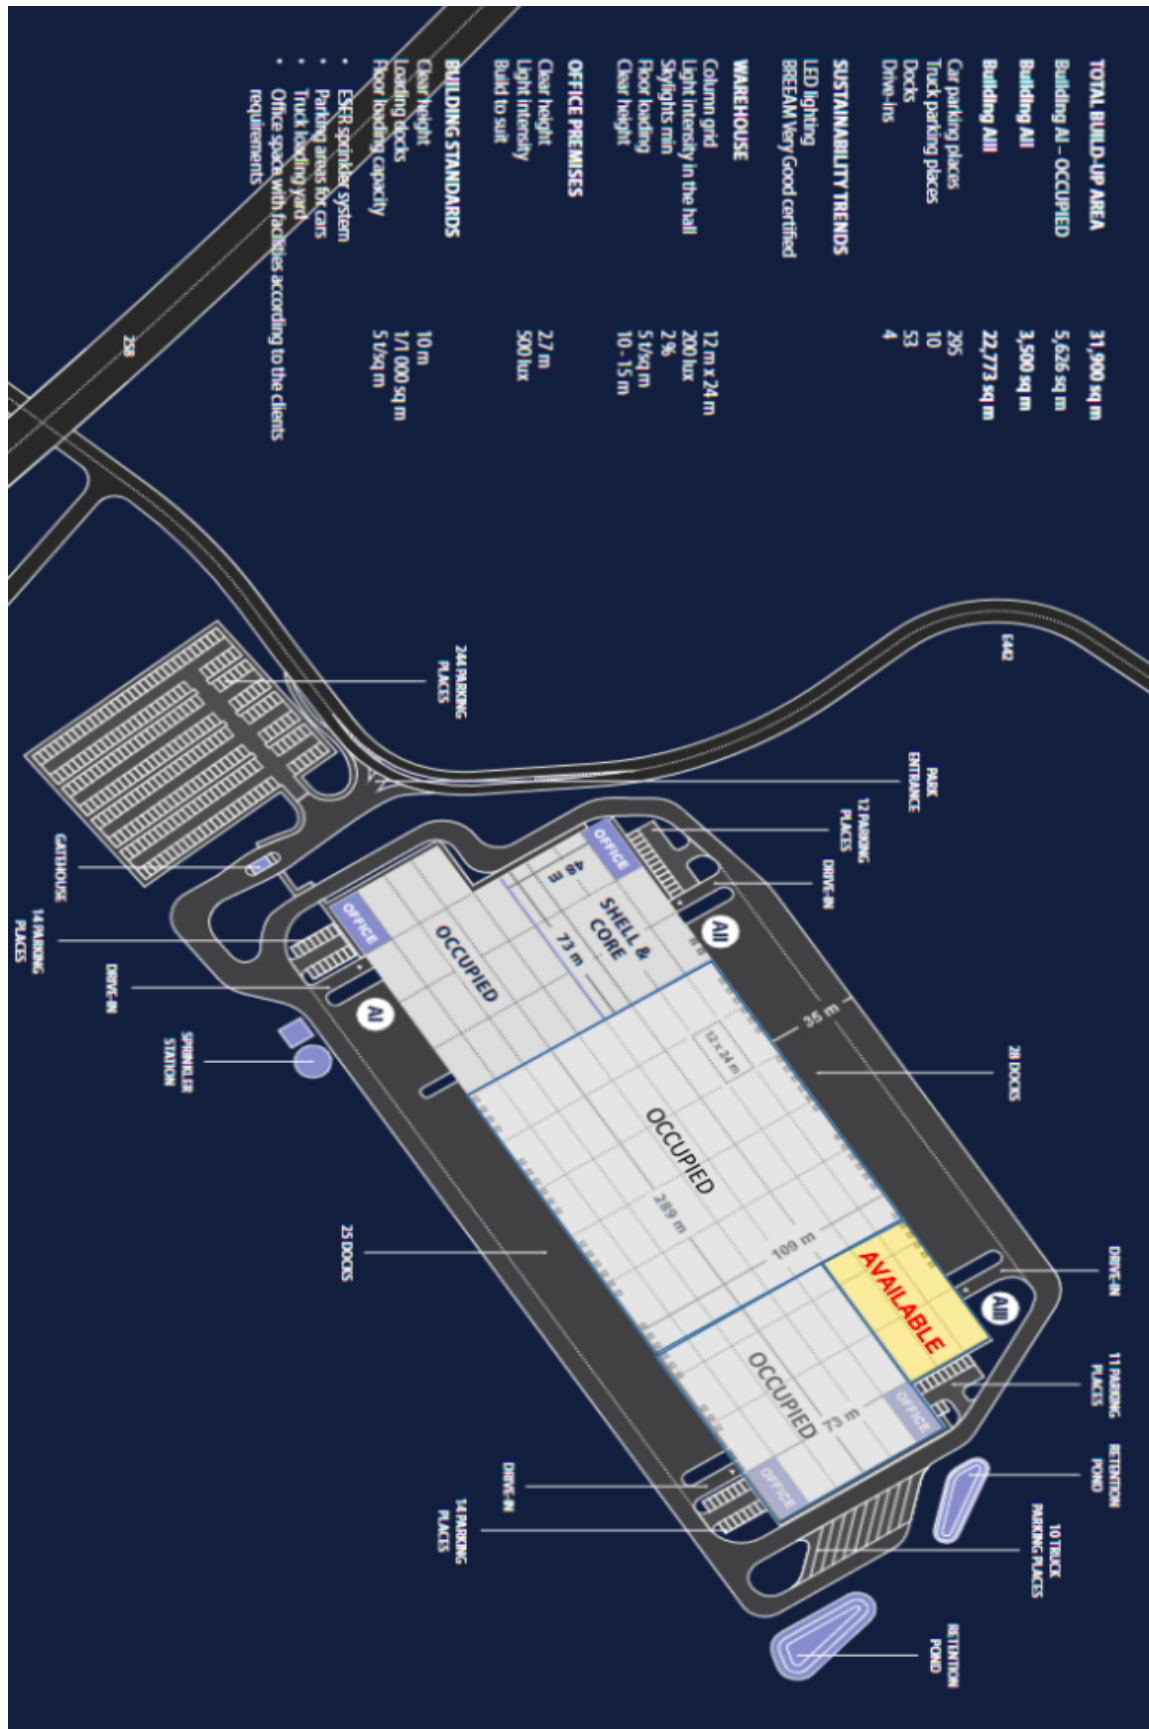 TOTAL BUILD-UP AREA 31,900 sq m
Building AI – OCCUPIED 5,626 sq m
Building AII 3,500 sq m
Building AIII 22,773 sq m
Car parking places 295
Truck parking places 10
Docks 53
Drive-ins 4
SUSTAINABILITY TRENDS
LED lighting
BREEAM Very Good certified
WAREHOUSE
Column grid 12 m x 24 m
Light intensity in the hall 200 lux
Skylights min 2 %
Floor loading 5 t/sq m
Clear height 10 - 15 m
OFFICE PREMISES
Clear height 2.7 m
Light intensity 500 lux
Build to suit
BUILDING STANDARDS
Clear height 10 m
Loading docks 1/1 000 sq m
Floor loading capacity 5 t/sq m
• ESFR sprinkler system
• Parking areas for cars
• Truck loading yard
• Office space with facilities according to the clients
requirements
258
E442
244 PARKING
PLACES
PARK
ENTRANCE
12 PARKING
PLACES
DRIVE-IN
28 DOCKS
DRIVE-IN
11 PARKING
PLACES
RETENTION
POND
10 TRUCK
PARKING PLACES
RETENTION
POND
OFFICE
48 m
SHELL &
CORE
73 m
AII
35 m
12 x 24 m
OCCUPIED
OFFICE
AI
OCCUPIED
289 m
109 m
AVAILABLE
AIII
OCCUPIED
73 m
OFFICE
OFFICE
GATEHOUSE
14 PARKING
PLACES
DRIVE-IN
SPRINKLER
STATION
25 DOCKS
DRIVE-IN
14 PARKING
PLACES